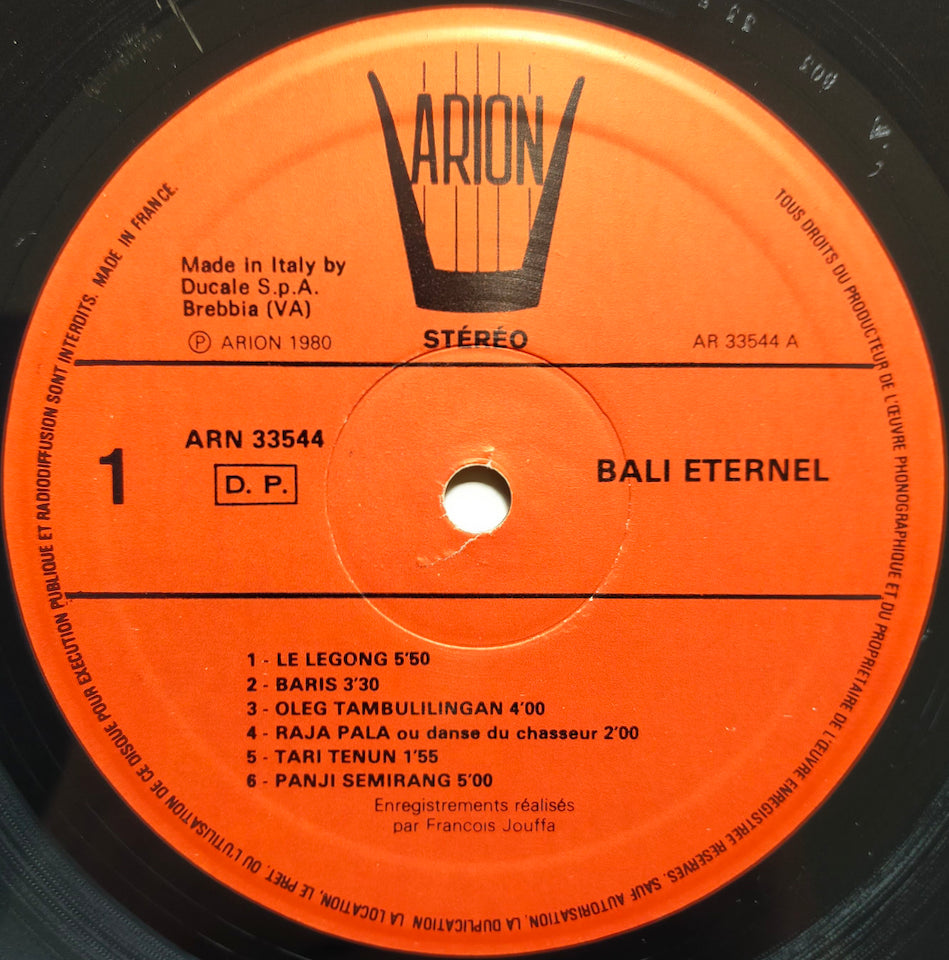 ARION
Made in Italy by
Ducale S.p.A.
Brebbia (VA)
℗ ARION 1980
STÉRÉO
AR 33544 A
1
ARN 33544
D. P.
BALI ETERNEL
1 - LE LEGONG 5'50
2 - BARIS 3'30
3 - OLEG TAMBULILINGAN 4'00
4 - RAJA PALA ou danse du chasseur 2'00
5 - TARI TENUN 1'55
6 - PANJI SEMIRANG 5'00
Enregistrements réalisés
par François Jouffa
TOUS DROITS DU PRODUCTEUR DE L'ŒUVRE PHONOGRAPHIQUE ET DU PROPRIÉTAIRE DE L'ŒUVRE ENREGISTRÉE RESERVES. SAUF AUTORISATION, LA DUPLICATION, LA LOCATION, LE PRET, OU L'UTILISATION DE CE DISQUE POUR EXECUTION PUBLIQUE ET RADIODIFFUSION SONT INTERDITS. MADE IN FRANCE.